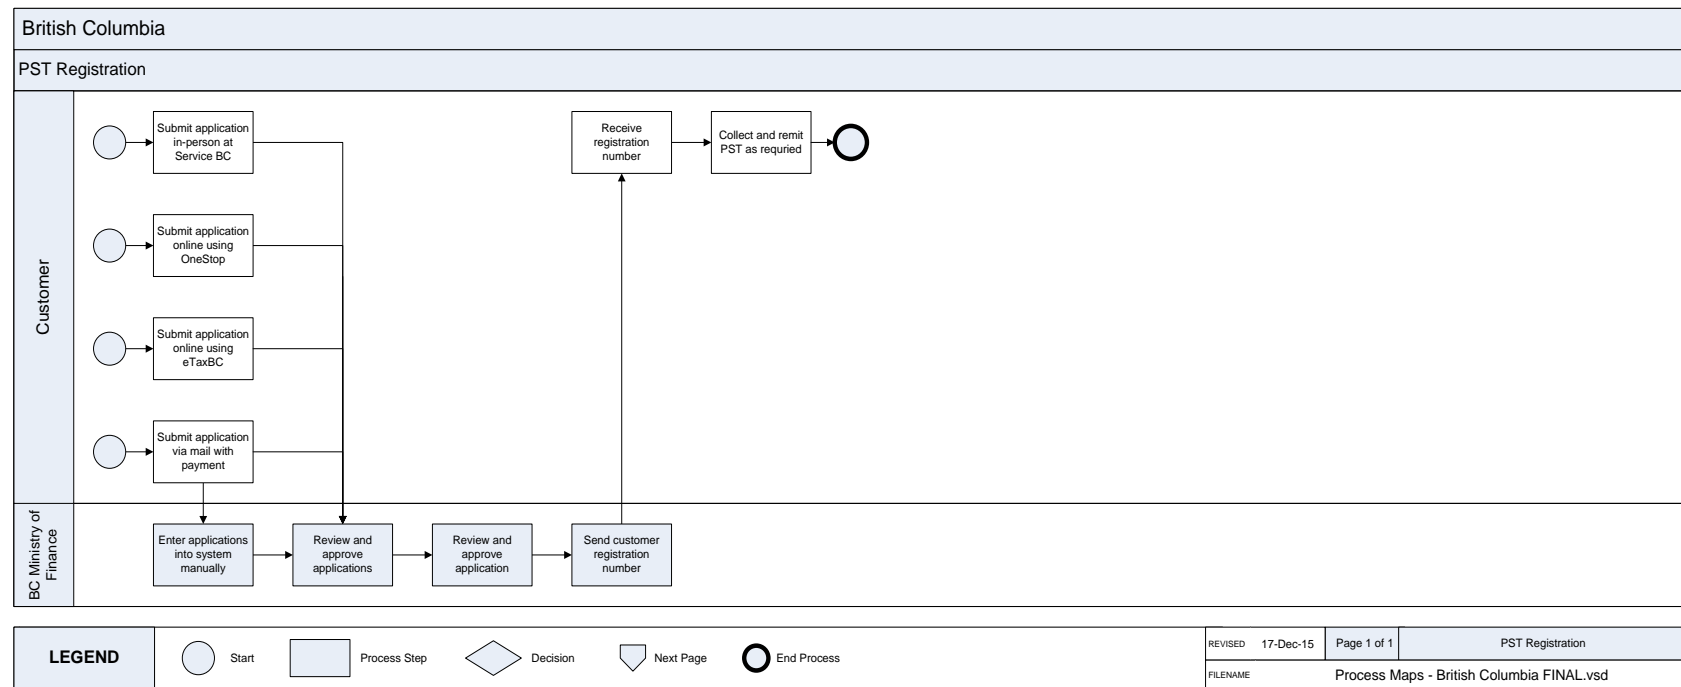 British Columbia
PST Registration
Customer
Submit application
in-person at
Service BC
Receive
registration
number
Collect and remit
PST as requried
Submit application
online using
OneStop
Submit application
online using
eTaxBC
Submit application
via mail with
payment
BC Ministry of
Finance
Enter applications
into system
manually
Review and
approve
applications
Review and
approve
application
Send customer
registration
number
LEGEND
Start
Process Step
Decision
Next Page
End Process
REVISED 17-Dec-15 Page 1 of 1 PST Registration
FILENAME Process Maps - British Columbia FINAL.vsd